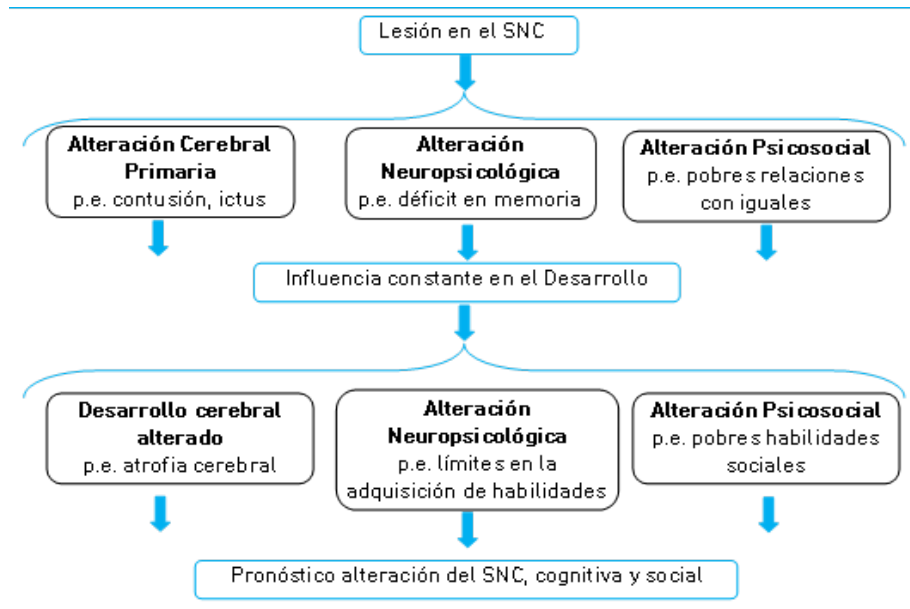 Lesión en el SNC
Alteración Cerebral
Primaria
p.e. contusión, ictus
Alteración
Neuropsicológica
p.e. déficit en memoria
Alteración Psicosocial
p.e. pobres relaciones
con iguales
Influencia constante en el Desarrollo
Desarrollo cerebral
alterado
p.e. atrofia cerebral
Alteración
Neuropsicológica
p.e. límites en la
adquisición de habilidades
Alteración Psicosocial
p.e. pobres habilidades
sociales
Pronóstico alteración del SNC, cognitiva y social